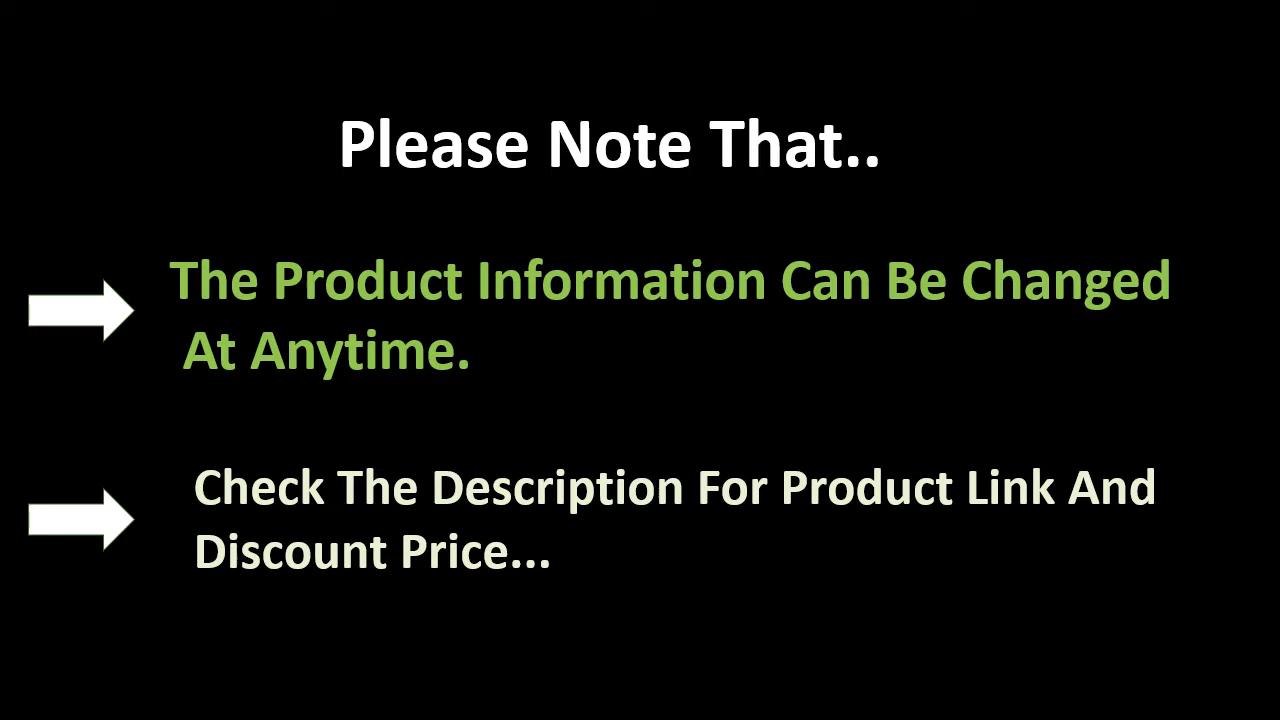 Please Note That..
The Product Information Can Be Changed
At Anytime.
Check The Description For Product Link And
Discount Price...